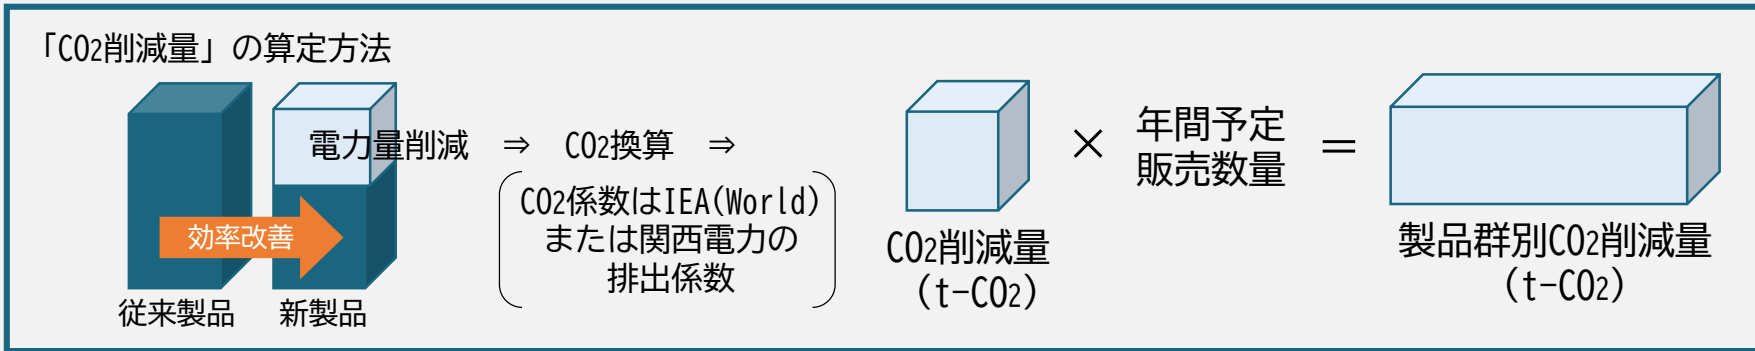 「CO2削減量」の算定方法
電力量削減 ⇒ CO2換算 ⇒
効率改善
従来製品
新製品
CO2係数はIEA(World)
または関西電力の
排出係数
CO2削減量
(t-CO2)
×
年間予定
販売数量
＝
製品群別CO2削減量
(t-CO2)